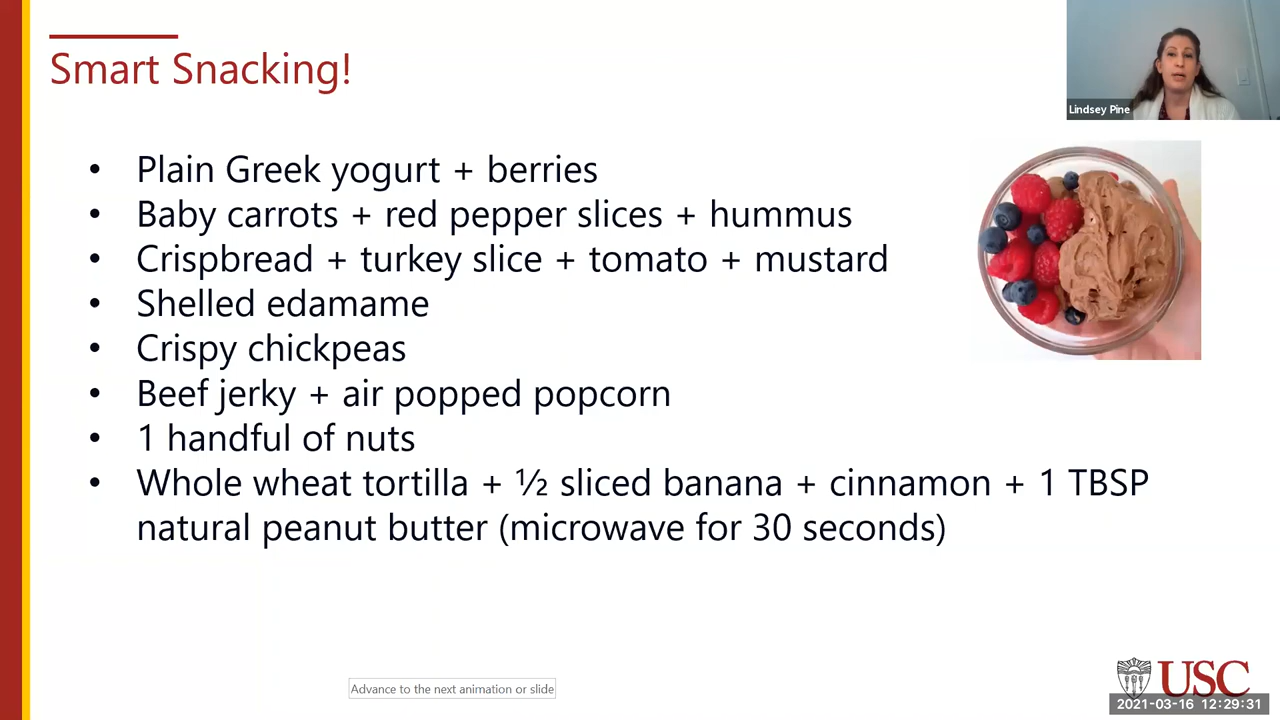 Smart Snacking!
Lindsey Pine
• Plain Greek yogurt + berries
• Baby carrots + red pepper slices + hummus
• Crispbread + turkey slice + tomato + mustard
• Shelled edamame
• Crispy chickpeas
• Beef jerky + air popped popcorn
• 1 handful of nuts
• Whole wheat tortilla + ½ sliced banana + cinnamon + 1 TBSP
natural peanut butter (microwave for 30 seconds)
Advance to the next animation or slide
USC
2021-03-16 12:29:31